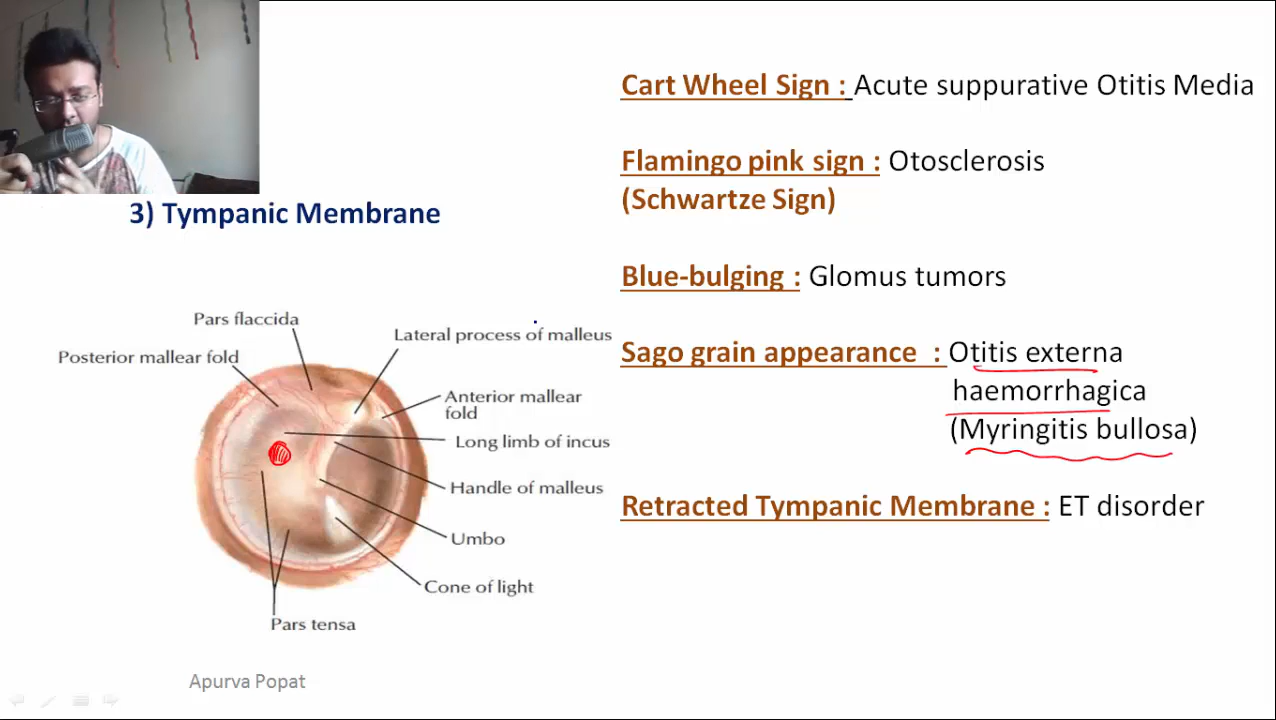 Cart Wheel Sign : Acute suppurative Otitis Media
Flamingo pink sign : Otosclerosis
(Schwartze Sign)
3) Tympanic Membrane
Blue-bulging : Glomus tumors
Pars flaccida
Lateral process of malleus
Posterior mallear fold
Sago grain appearance : Otitis externa
haemorrhagica
(Myringitis bullosa)
Anterior mallear
fold
Long limb of incus
Handle of malleus
Retracted Tympanic Membrane : ET disorder
Umbo
Cone of light
Pars tensa
Apurva Popat